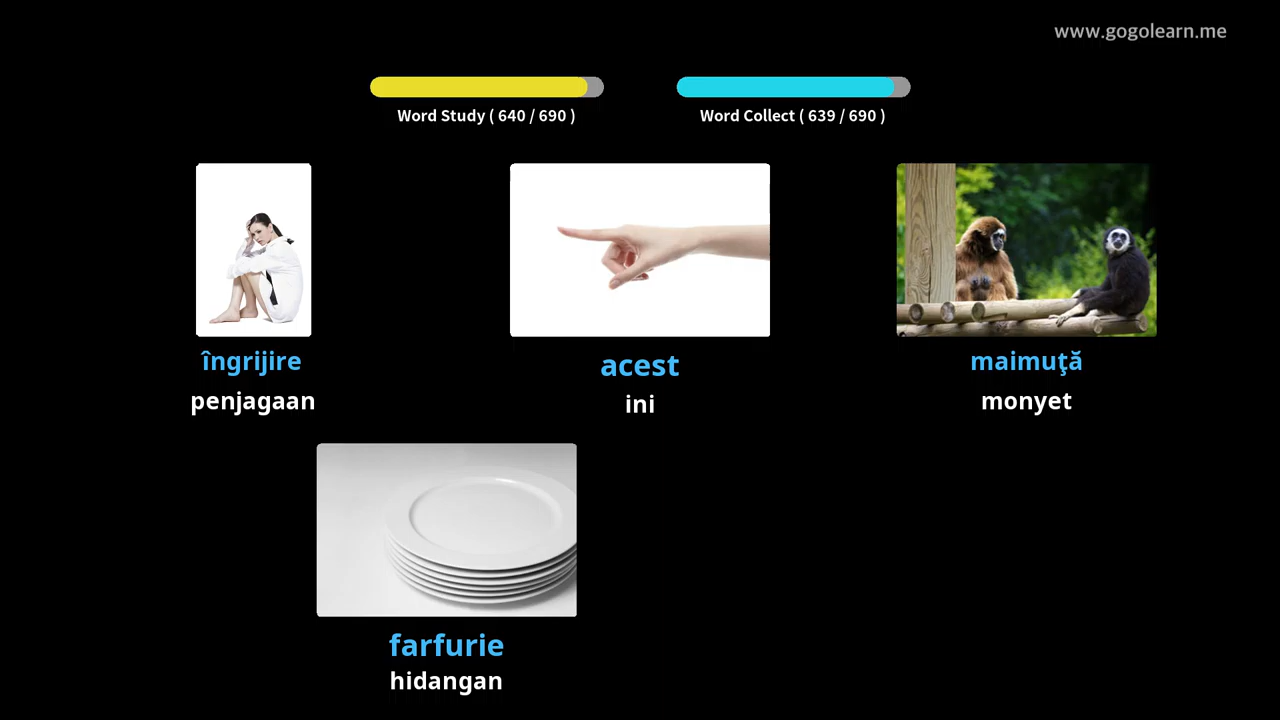 www.gogolearn.me
Word Study ( 640 / 690 )
Word Collect ( 639 / 690 )
îngrijire
penjagaan
acest
ini
maimuţă
monyet
farfurie
hidangan